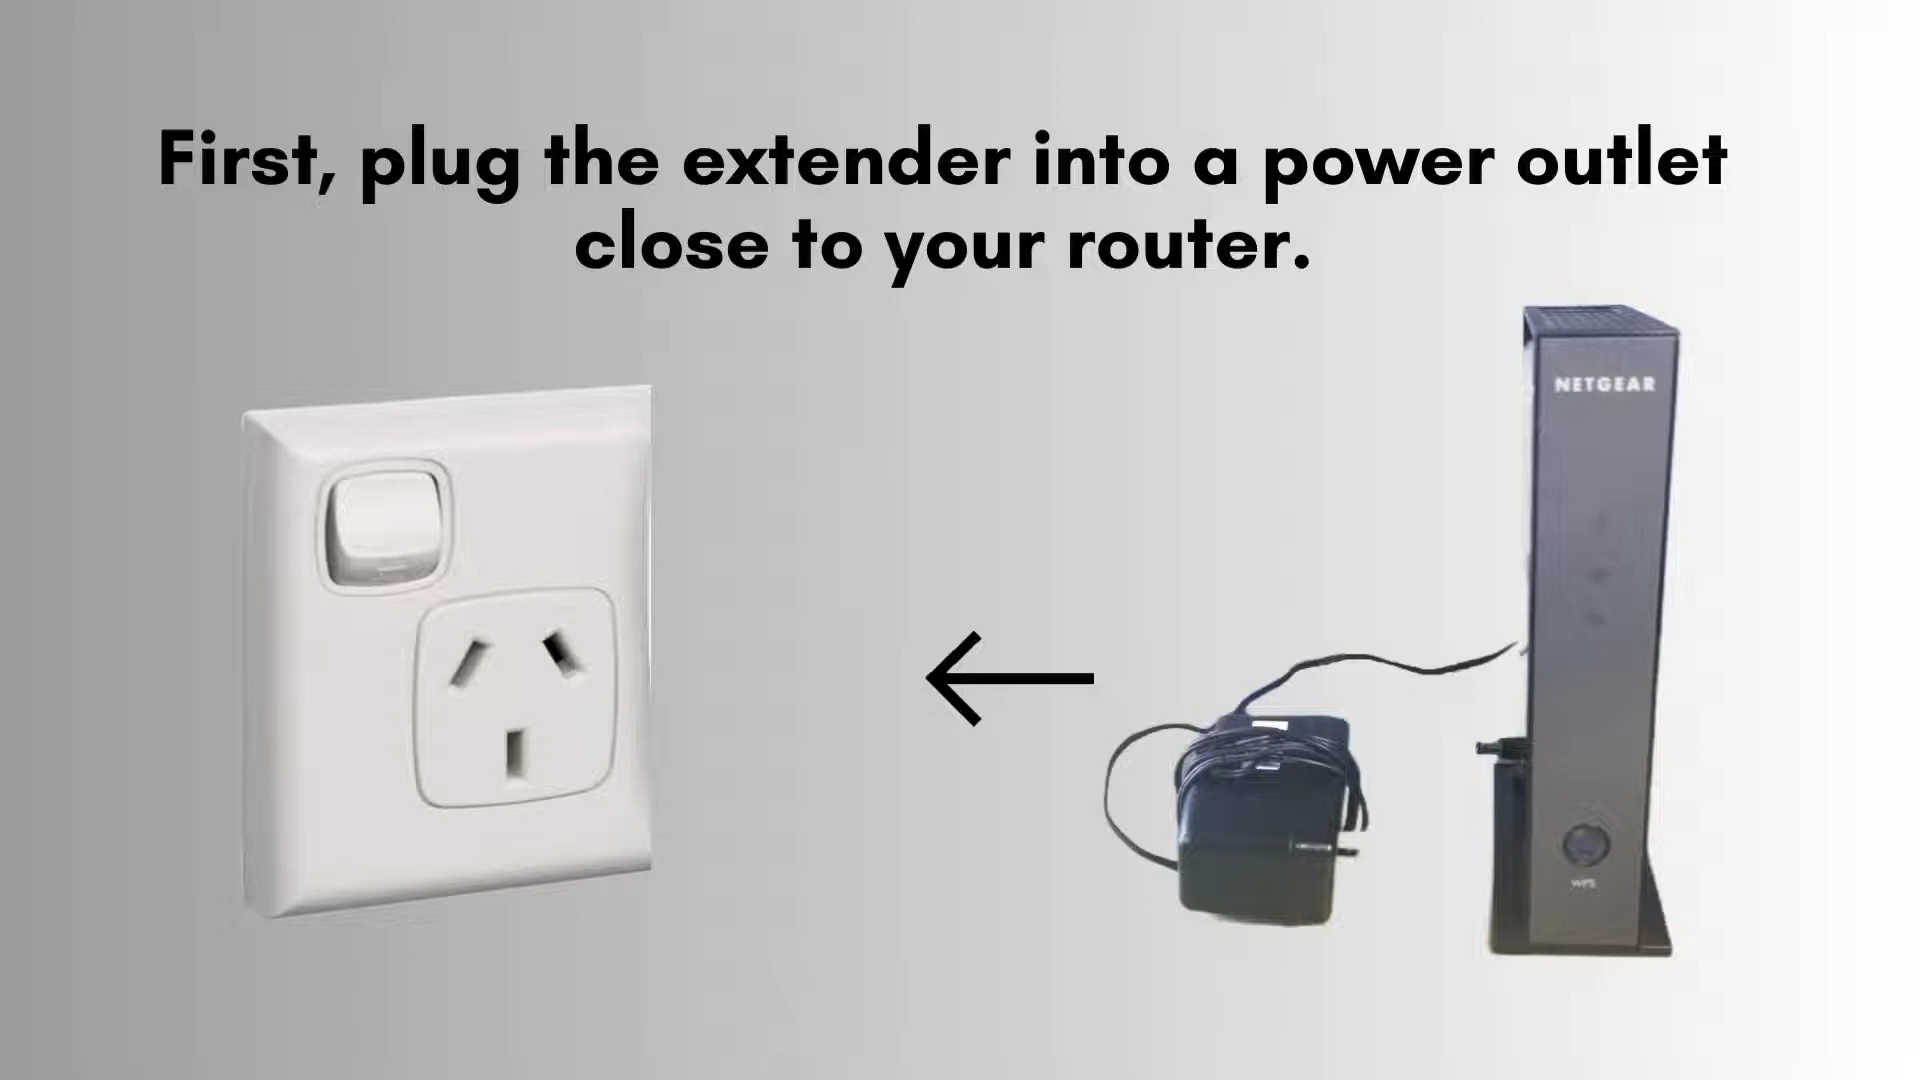 First, plug the extender into a power outlet
close to your router.
NETGEAR
WPS